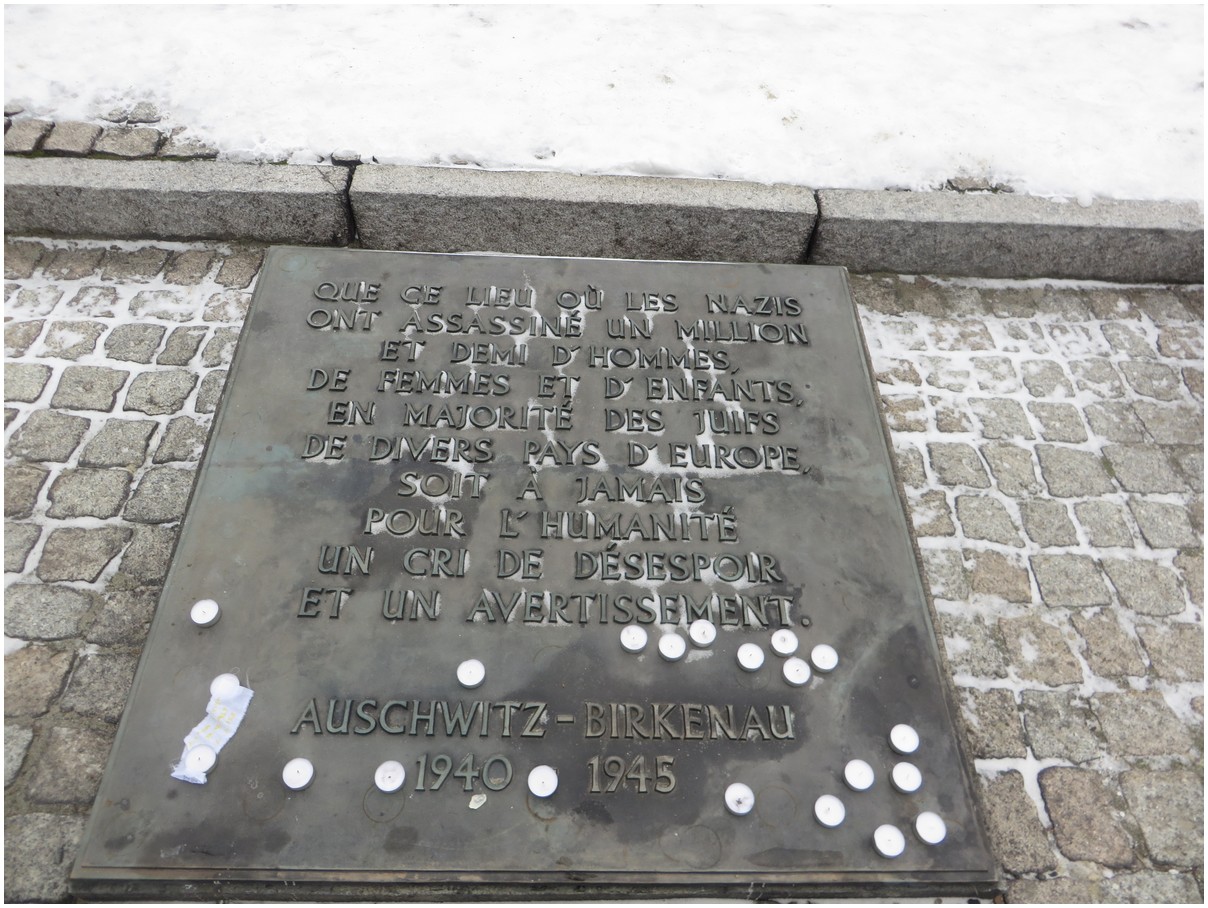 QUE CE LIEU OÙ LES NAZIS
ONT ASSASSINÉ UN MILLION
ET DEMI D'HOMMES,
DE FEMMES ET D'ENFANTS,
EN MAJORITÉ DES JUIFS
DE DIVERS PAYS D'EUROPE,
SOIT À JAMAIS
POUR L'HUMANITÉ
UN CRI DE DÉSESPOIR
ET UN AVERTISSEMENT.
AUSCHWITZ - BIRKENAU
1940 - 1945